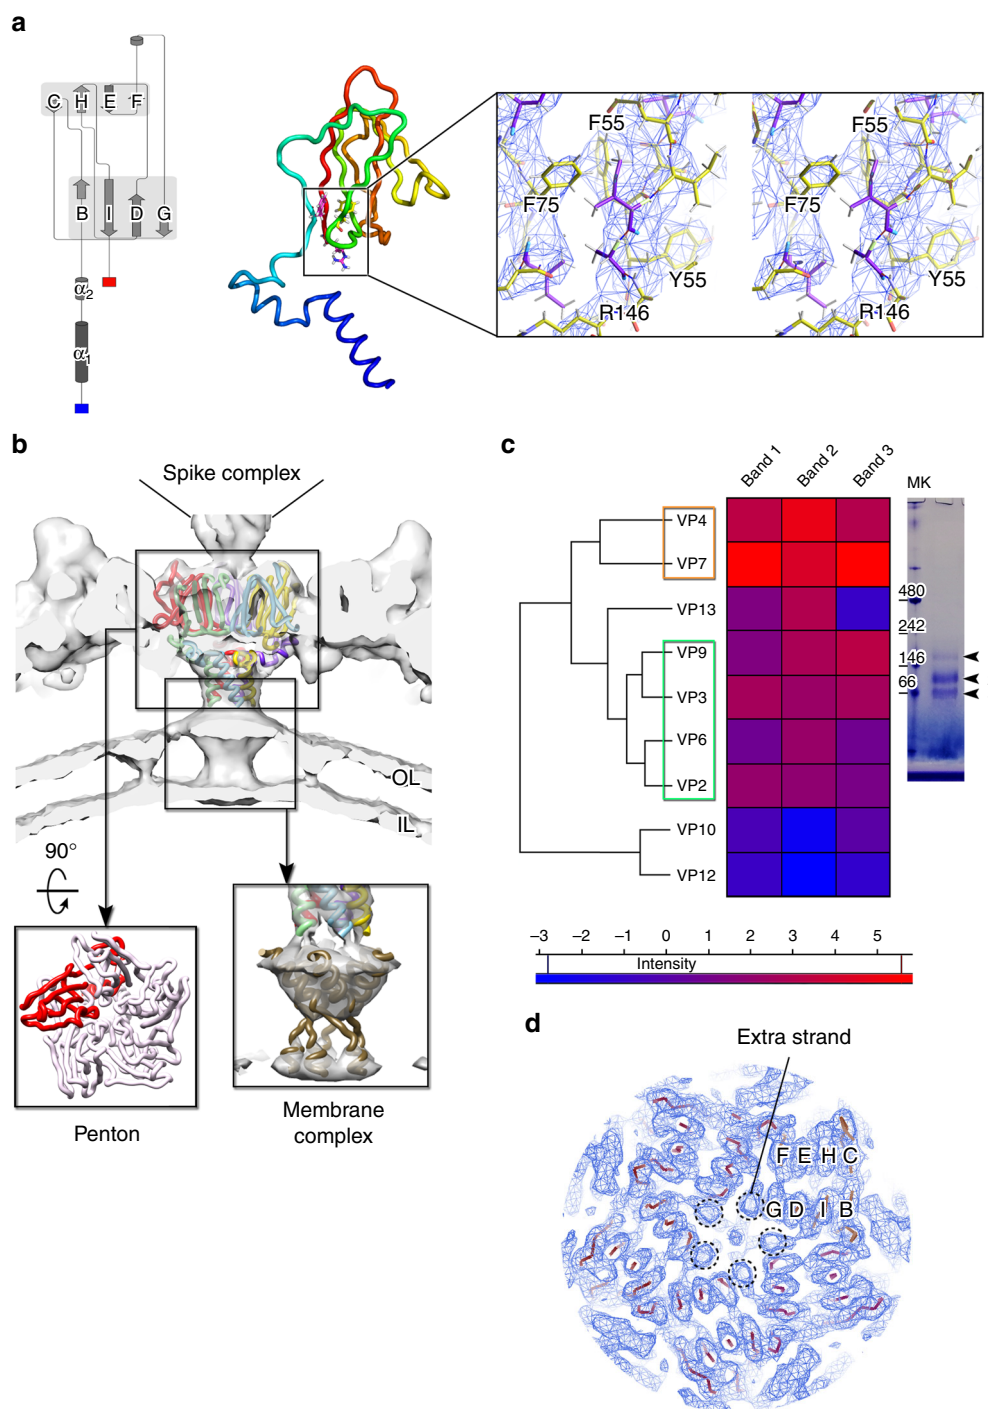 a
C H E F
B I D G
α2
α1
F55 F55
F75 F75
Y55 Y55
R146 R146
b
Spike complex
OL
IL
90°
Penton
Membrane
complex
c
Band 1 Band 2 Band 3
MK
VP4
VP7
VP13
VP9
VP3
VP6
VP2
VP10
VP12
480
242
146
66
−3 −2 −1 0 1 2 3 4 5
Intensity
d
Extra strand
F E H C
G D I B